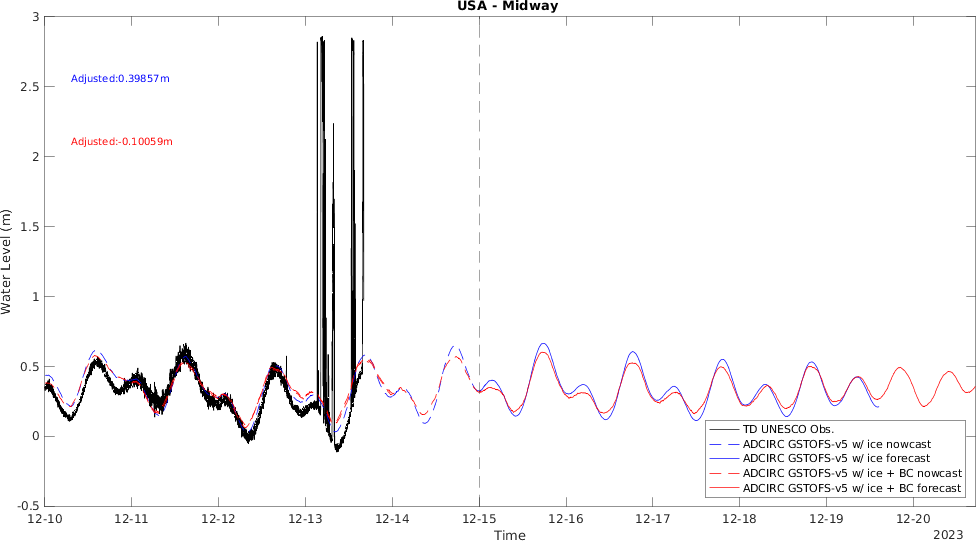 USA - Midway
3
2.5
2
1.5
1
0.5
0
-0.5
Water Level (m)
Adjusted:0.39857m
Adjusted:-0.10059m
TD UNESCO Obs.
ADCIRC GSTOFS-v5 w/ ice nowcast
ADCIRC GSTOFS-v5 w/ ice forecast
ADCIRC GSTOFS-v5 w/ ice + BC nowcast
ADCIRC GSTOFS-v5 w/ ice + BC forecast
12-10 12-11 12-12 12-13 12-14 12-15 12-16 12-17 12-18 12-19 12-20
Time
2023